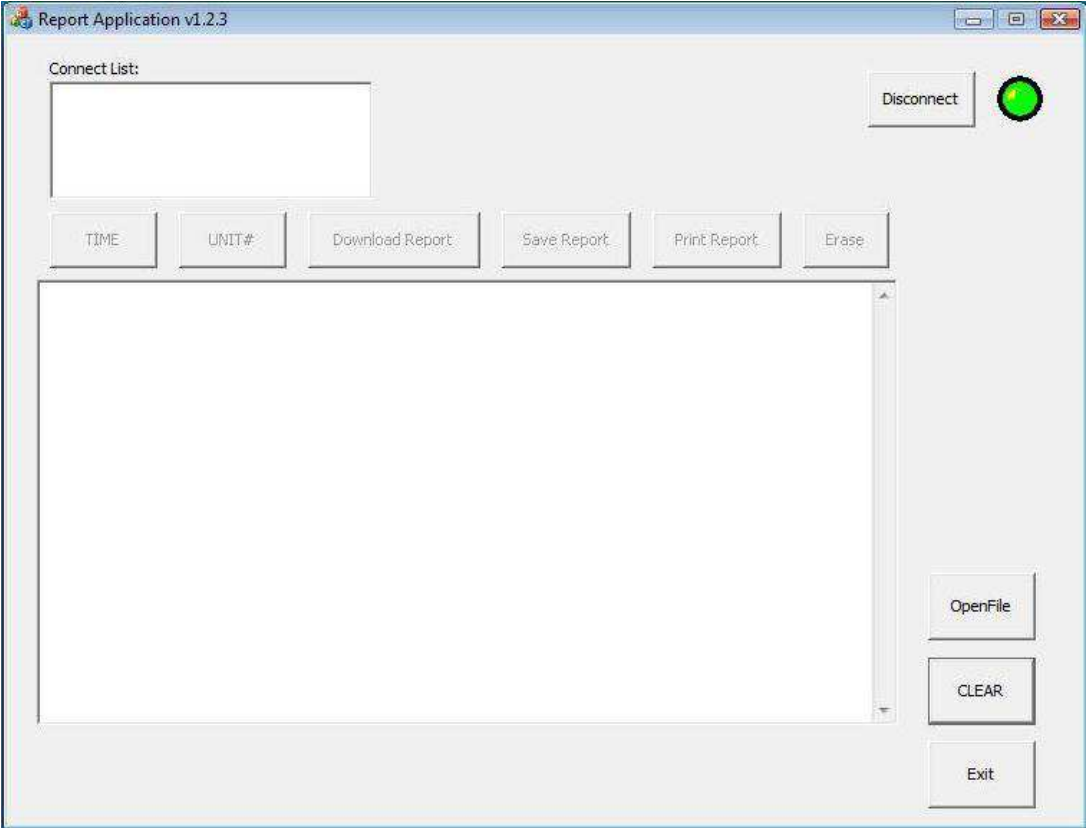 Report Application v1.2.3
Connect List:
Disconnect
TIME UNIT# Download Report Save Report Print Report Erase
OpenFile
CLEAR
Exit